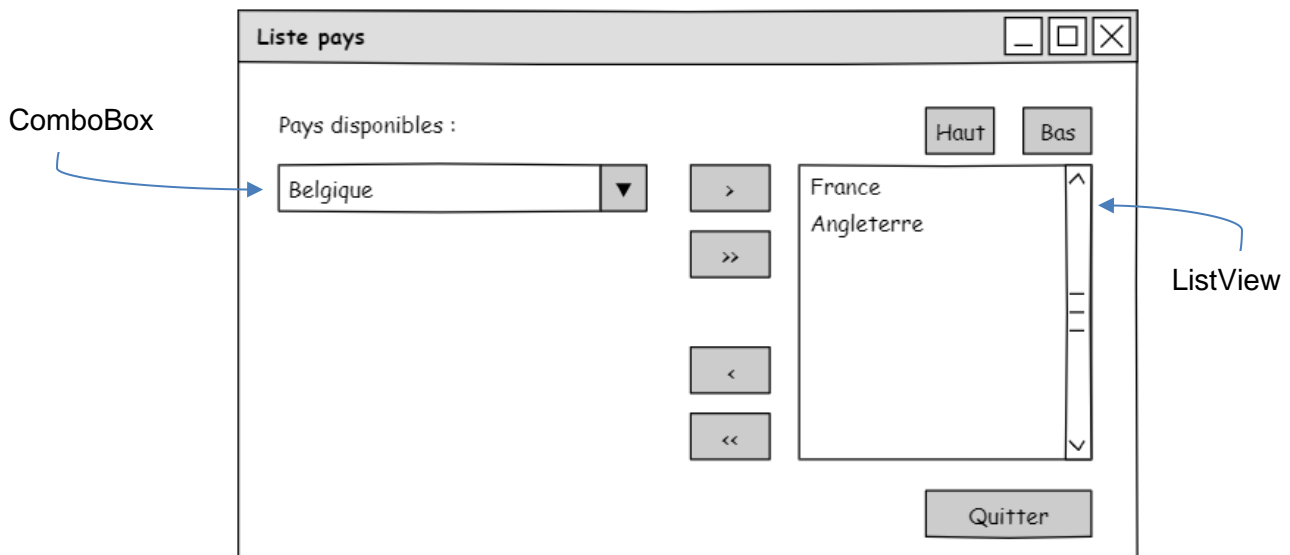 Liste pays
ComboBox
Pays disponibles :
Haut
Bas
Belgique
>
France
Angleterre
>>
ListView
<
<<
Quitter